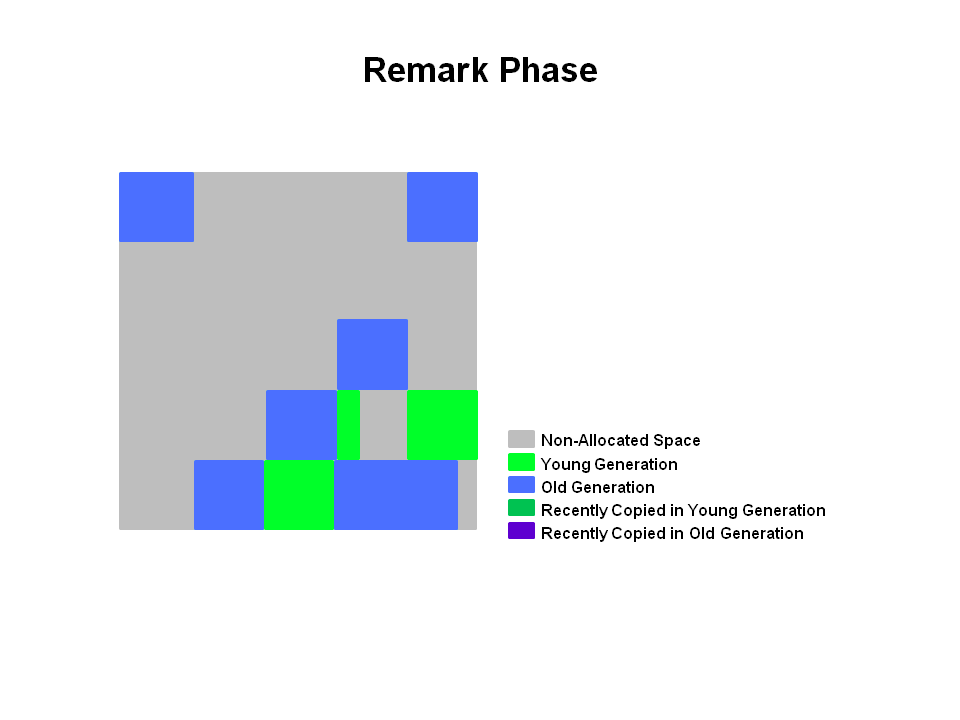 Remark Phase
Non-Allocated Space
Young Generation
Old Generation
Recently Copied in Young Generation
Recently Copied in Old Generation